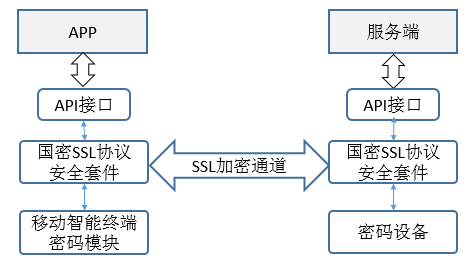 APP
服务端
API接口
API接口
国密SSL协议
安全套件
SSL加密通道
国密SSL协议
安全套件
移动智能终端
密码模块
密码设备